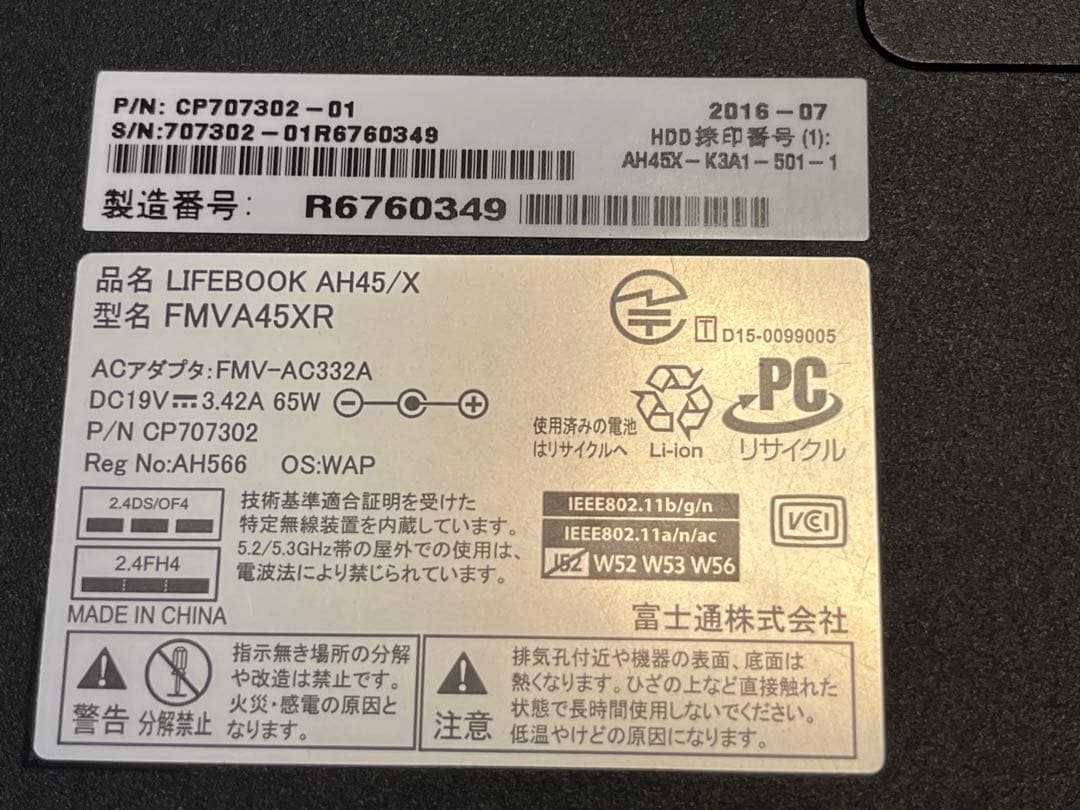 P/N: CP707302-01
S/N:707302-01R6760349
2016-07
HDD採印番号(1):
AH45X-K3A1-501-1
製造番号: R6760349
品名 LIFEBOOK AH45/X
型名 FMVA45XR
T D15-0099005
ACアダプタ:FMV-AC332A
DC19V 3.42A 65W
P/N CP707302
Reg No:AH566 OS:WAP
使用済みの電池
はリサイクルへ
Li-ion
PC
リサイクル
2.4DS/OF4
2.4FH4
技術基準適合証明を受けた
特定無線装置を内蔵しています。
5.2/5.3GHz帯の屋外での使用は、
電波法により禁じられています。
IEEE802.11b/g/n
IEEE802.11a/n/ac
J52 W52 W53 W56
VCI
MADE IN CHINA
富士通株式会社
警告
分解禁止
指示無き場所の分解
や改造は禁止です。
火災・感電の原因と
なります。
注意
排気孔付近や機器の表面、底面は
熱くなります。ひざの上など直接触れた
状態で長時間使用しないでください。
低温やけどの原因になります。